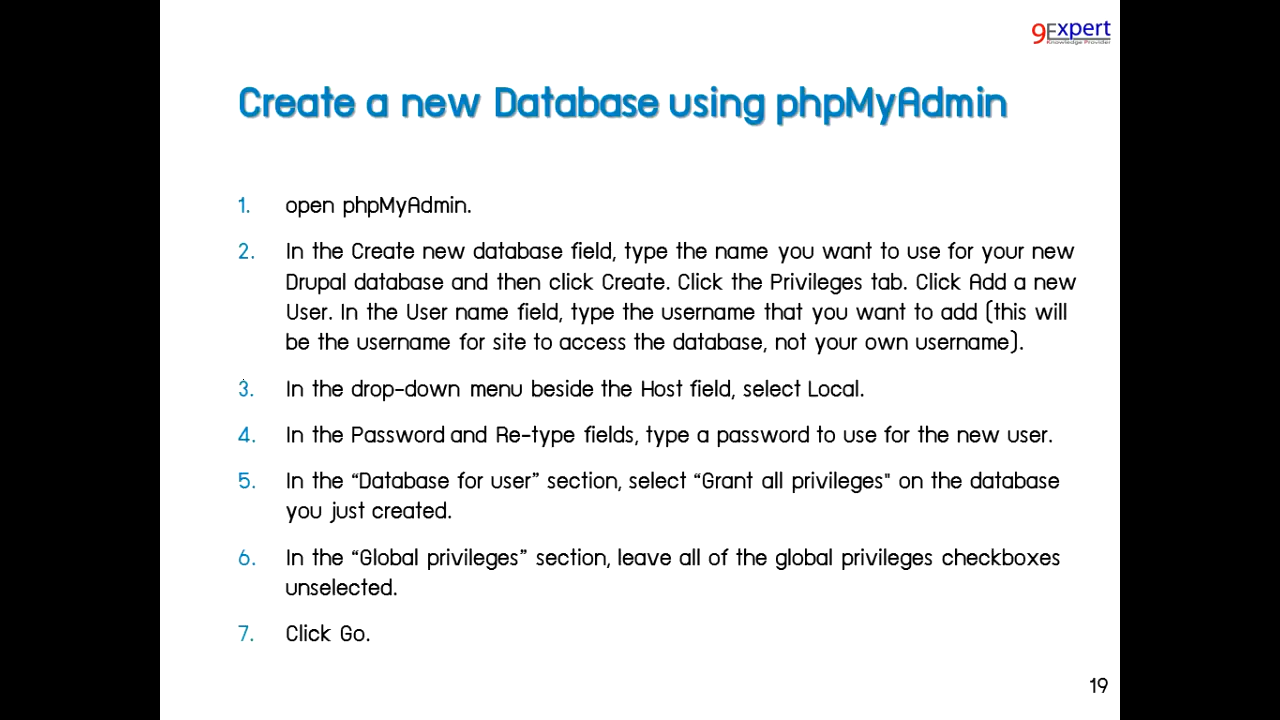 9Expert
Knowledge Provider
Create a new Database using phpMyAdmin
1. open phpMyAdmin.
2. In the Create new database field, type the name you want to use for your new
Drupal database and then click Create. Click the Privileges tab. Click Add a new
User. In the User name field, type the username that you want to add (this will
be the username for site to access the database, not your own username).
3. In the drop-down menu beside the Host field, select Local.
4. In the Password and Re-type fields, type a password to use for the new user.
5. In the “Database for user” section, select “Grant all privileges" on the database
you just created.
6. In the “Global privileges” section, leave all of the global privileges checkboxes
unselected.
7. Click Go.
19